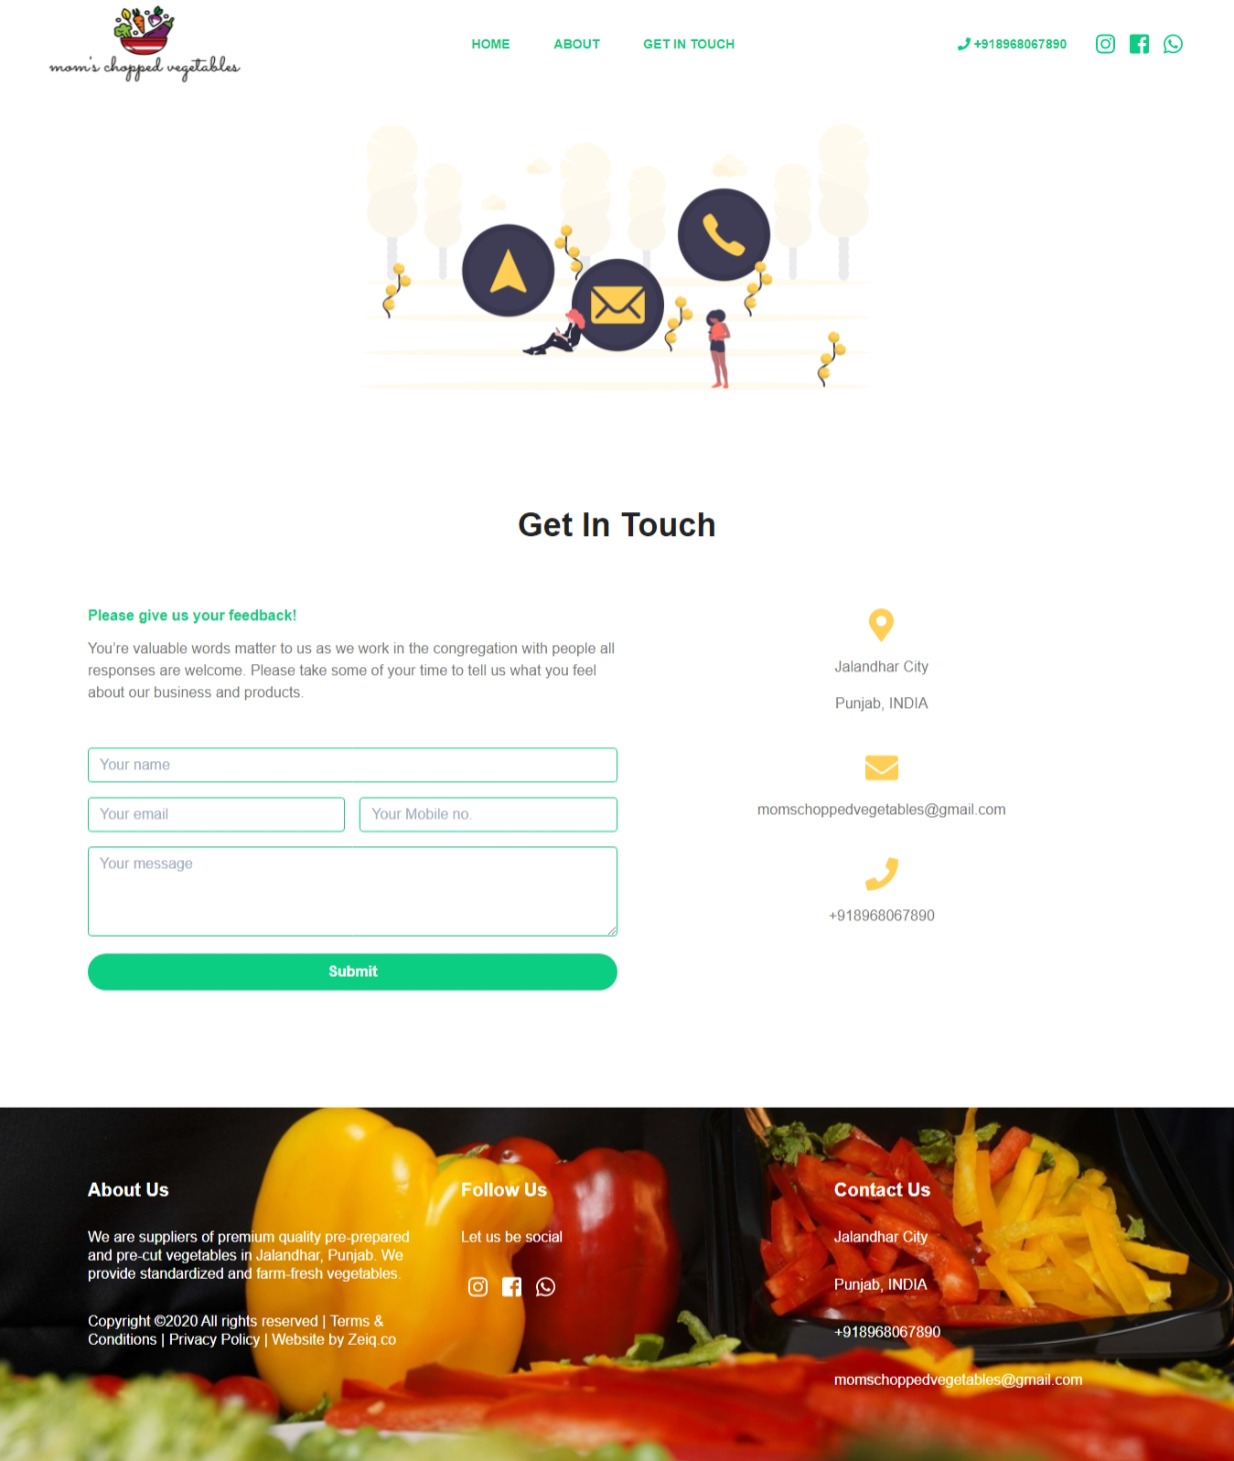 mom's chopped vegetables
HOME
ABOUT
GET IN TOUCH
+918968067890
Get In Touch
Please give us your feedback!
You're valuable words matter to us as we work in the congregation with people all
responses are welcome. Please take some of your time to tell us what you feel
about our business and products.
Your name
Your email
Your Mobile no.
Your message
Submit
Jalandhar City
Punjab, INDIA
momschoppedvegetables@gmail.com
+918968067890
About Us
We are suppliers of premium quality pre-prepared
and pre-cut vegetables in Jalandhar, Punjab. We
provide standardized and farm-fresh vegetables.
Copyright ©2020 All rights reserved | Terms &
Conditions | Privacy Policy | Website by Zeiq.co
Follow Us
Let us be social
Contact Us
Jalandhar City
Punjab, INDIA
+918968067890
momschoppedvegetables@gmail.com